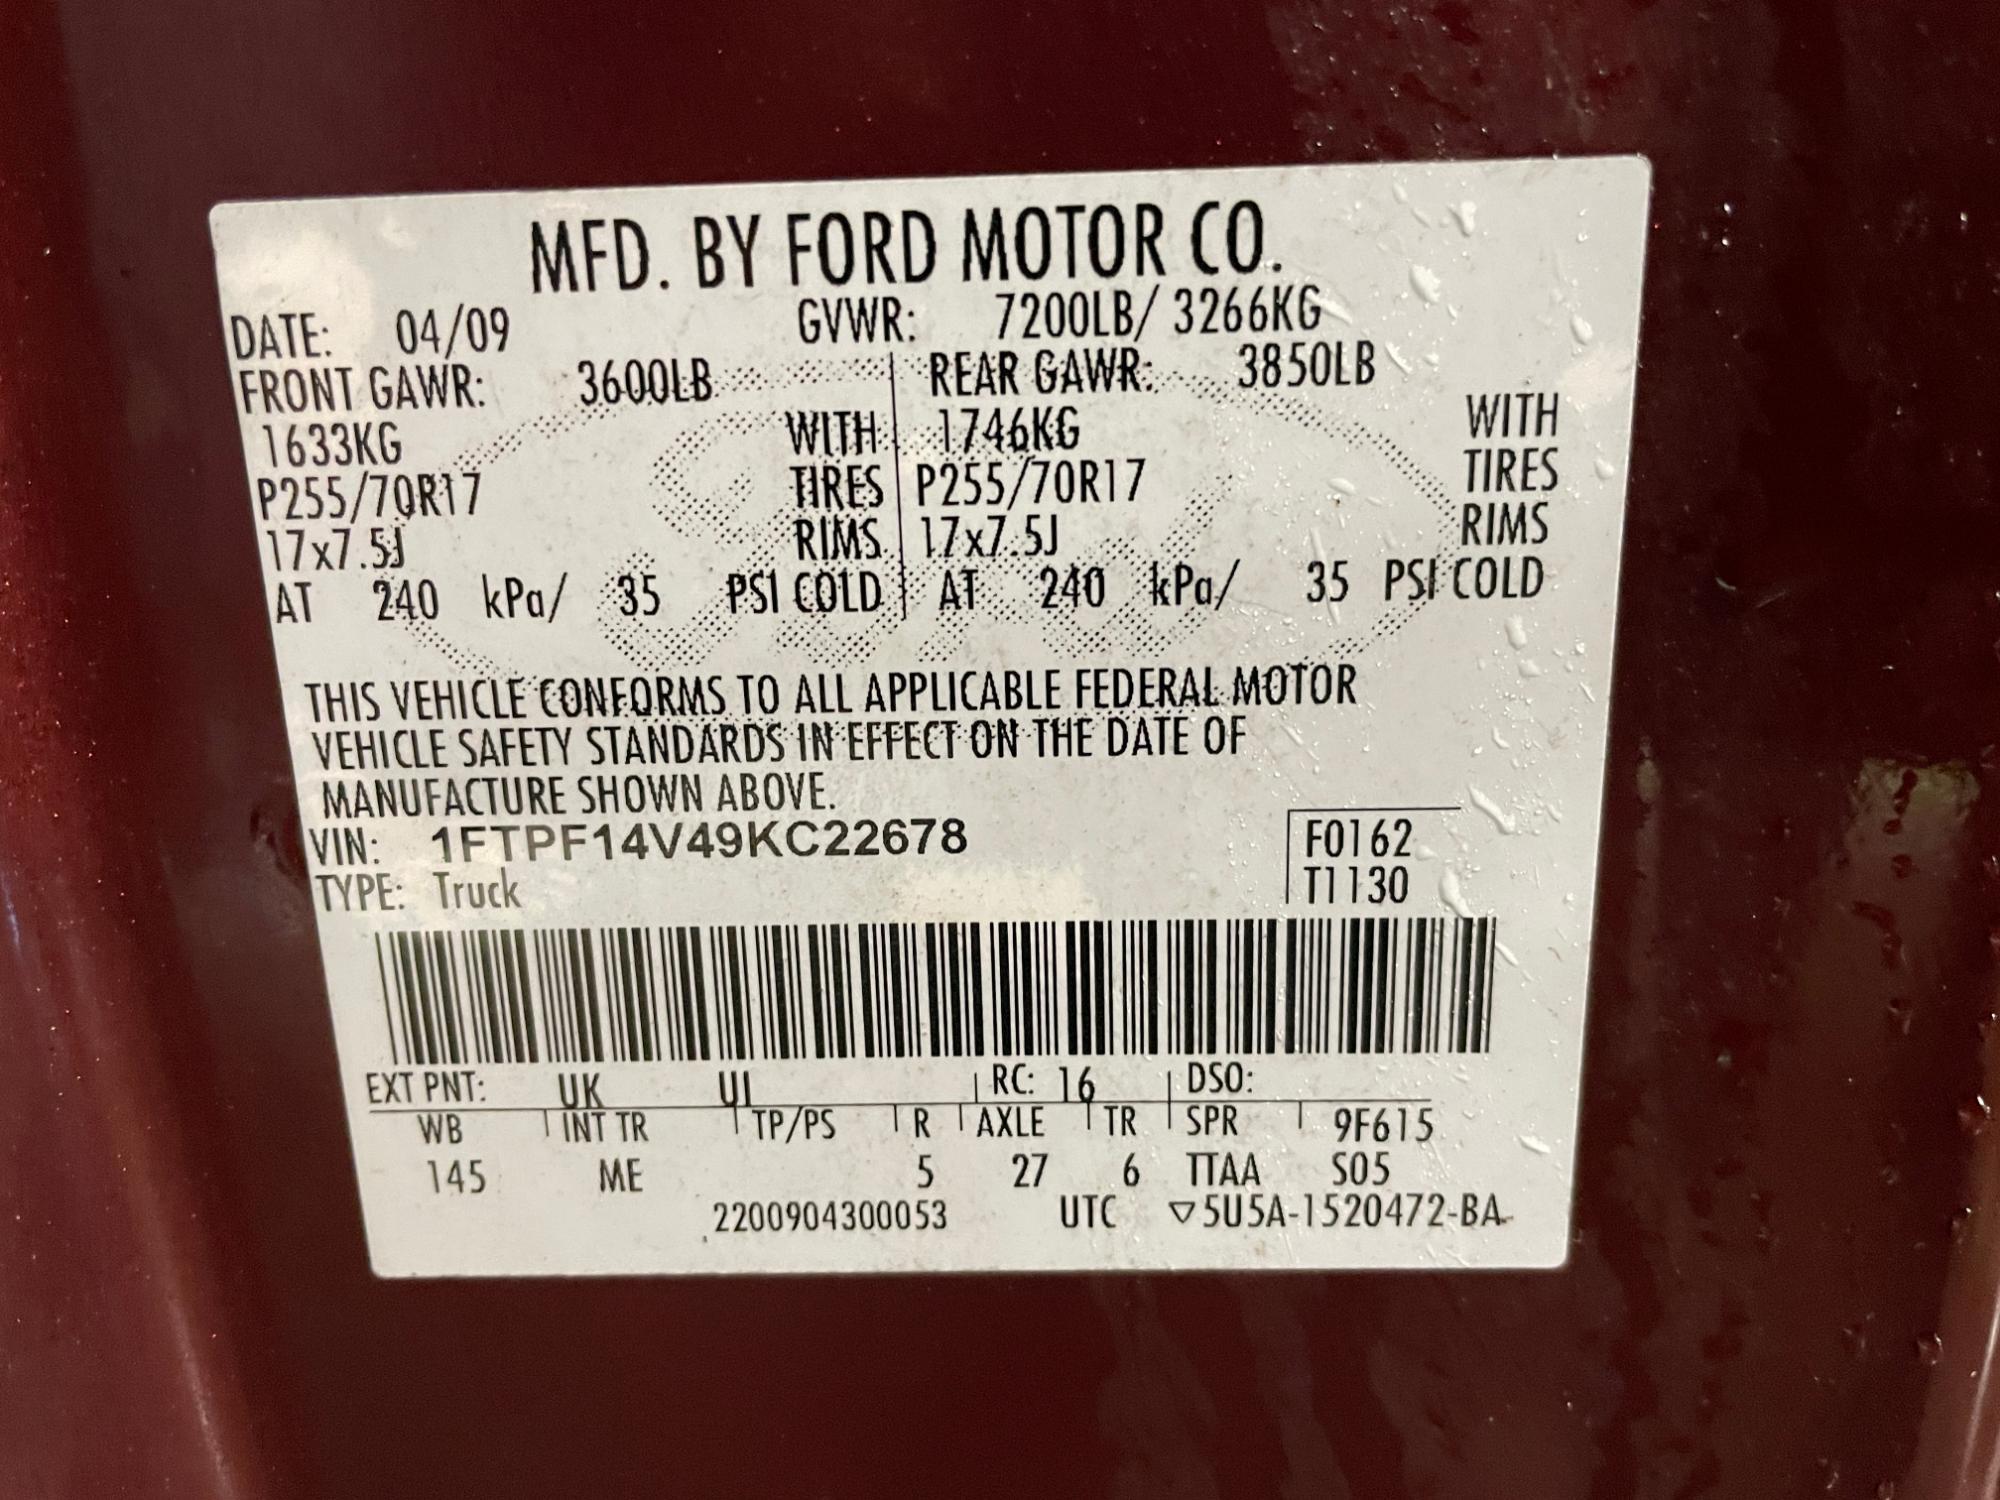 MFD. BY FORD MOTOR CO.
DATE: 04/09 GVWR: 7200LB/ 3266KG
FRONT GAWR: 3600LB REAR GAWR: 3850LB
1633KG WITH 1746KG WITH
P255/70R17 TIRES P255/70R17 TIRES
17x7.5J RIMS 17x7.5J RIMS
AT 240 kPa/ 35 PSI COLD AT 240 kPa/ 35 PSI COLD
THIS VEHICLE CONFORMS TO ALL APPLICABLE FEDERAL MOTOR
VEHICLE SAFETY STANDARDS IN EFFECT ON THE DATE OF
MANUFACTURE SHOWN ABOVE.
VIN: 1FTPF14V49KC22678 F0162
TYPE: Truck T1130
EXT PNT: UK UI RC: 16 DSO:
WB INT TR TP/PS R AXLE TR SPR 9F615
145 ME 5 27 6 TTAA S05
2200904300053 UTC ▽5U5A-1520472-BA